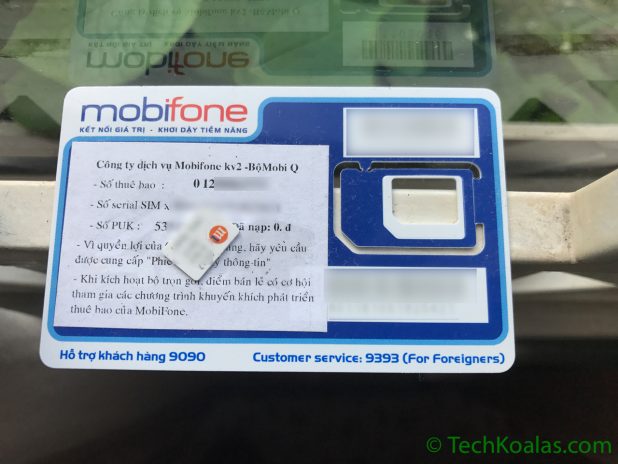 mobifone
KẾT NỐI GIÁ TRỊ - KHƠI DẬY TIỀM NĂNG
Công ty dịch vụ Mobifone kv2 -BộMobi Q
- Số thuê bao : 0 12
- Số serial SIM x
- Số PUK : 53 Đã nạp: 0. đ
- Vì quyền lợi của hãy yêu cầu
được cung cấp "Phiế thông-tin"
- Khi kích hoạt bộ trọn gói, điểm bán lẻ có cơ hội
tham gia các chương trình khuyến khích phát triển
thuê bao của MobiFone.
Hỗ trợ khách hàng 9090
Customer service: 9393 (For Foreigners)
© TechKoalas.com